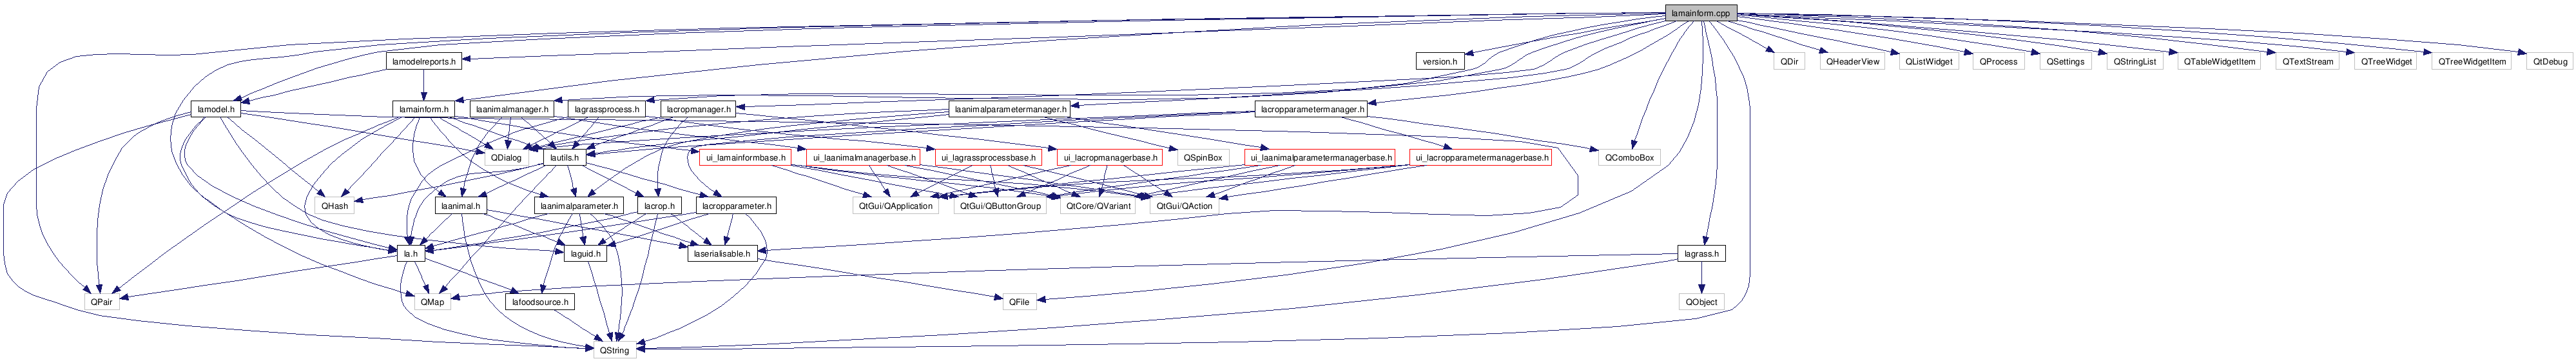 lamainform.cpp
lamodelreports.h
version.h
QDir
QHeaderView
QListWidget
QProcess
QSettings
QStringList
QTableWidgetItem
QTextStream
QTreeWidget
QTreeWidgetItem
QtDebug
lamodel.h
lamainform.h
laanimalmanager.h
lagrassprocess.h
lacropmanager.h
laanimalparametermanager.h
lacropparametermanager.h
QDialog
lautils.h
ui_lamainformbase.h
ui_laanimalmanagerbase.h
ui_lagrassprocessbase.h
ui_lacropmanagerbase.h
QSpinBox
ui_laanimalparametermanagerbase.h
ui_lacropparametermanagerbase.h
QComboBox
QHash
laanimal.h
laanimalparameter.h
lacrop.h
lacropparameter.h
QtGui/QApplication
QtGui/QButtonGroup
QtCore/QVariant
QtGui/QAction
la.h
laguid.h
laserialisable.h
lagrass.h
QPair
QMap
lafoodsource.h
QFile
QObject
QString